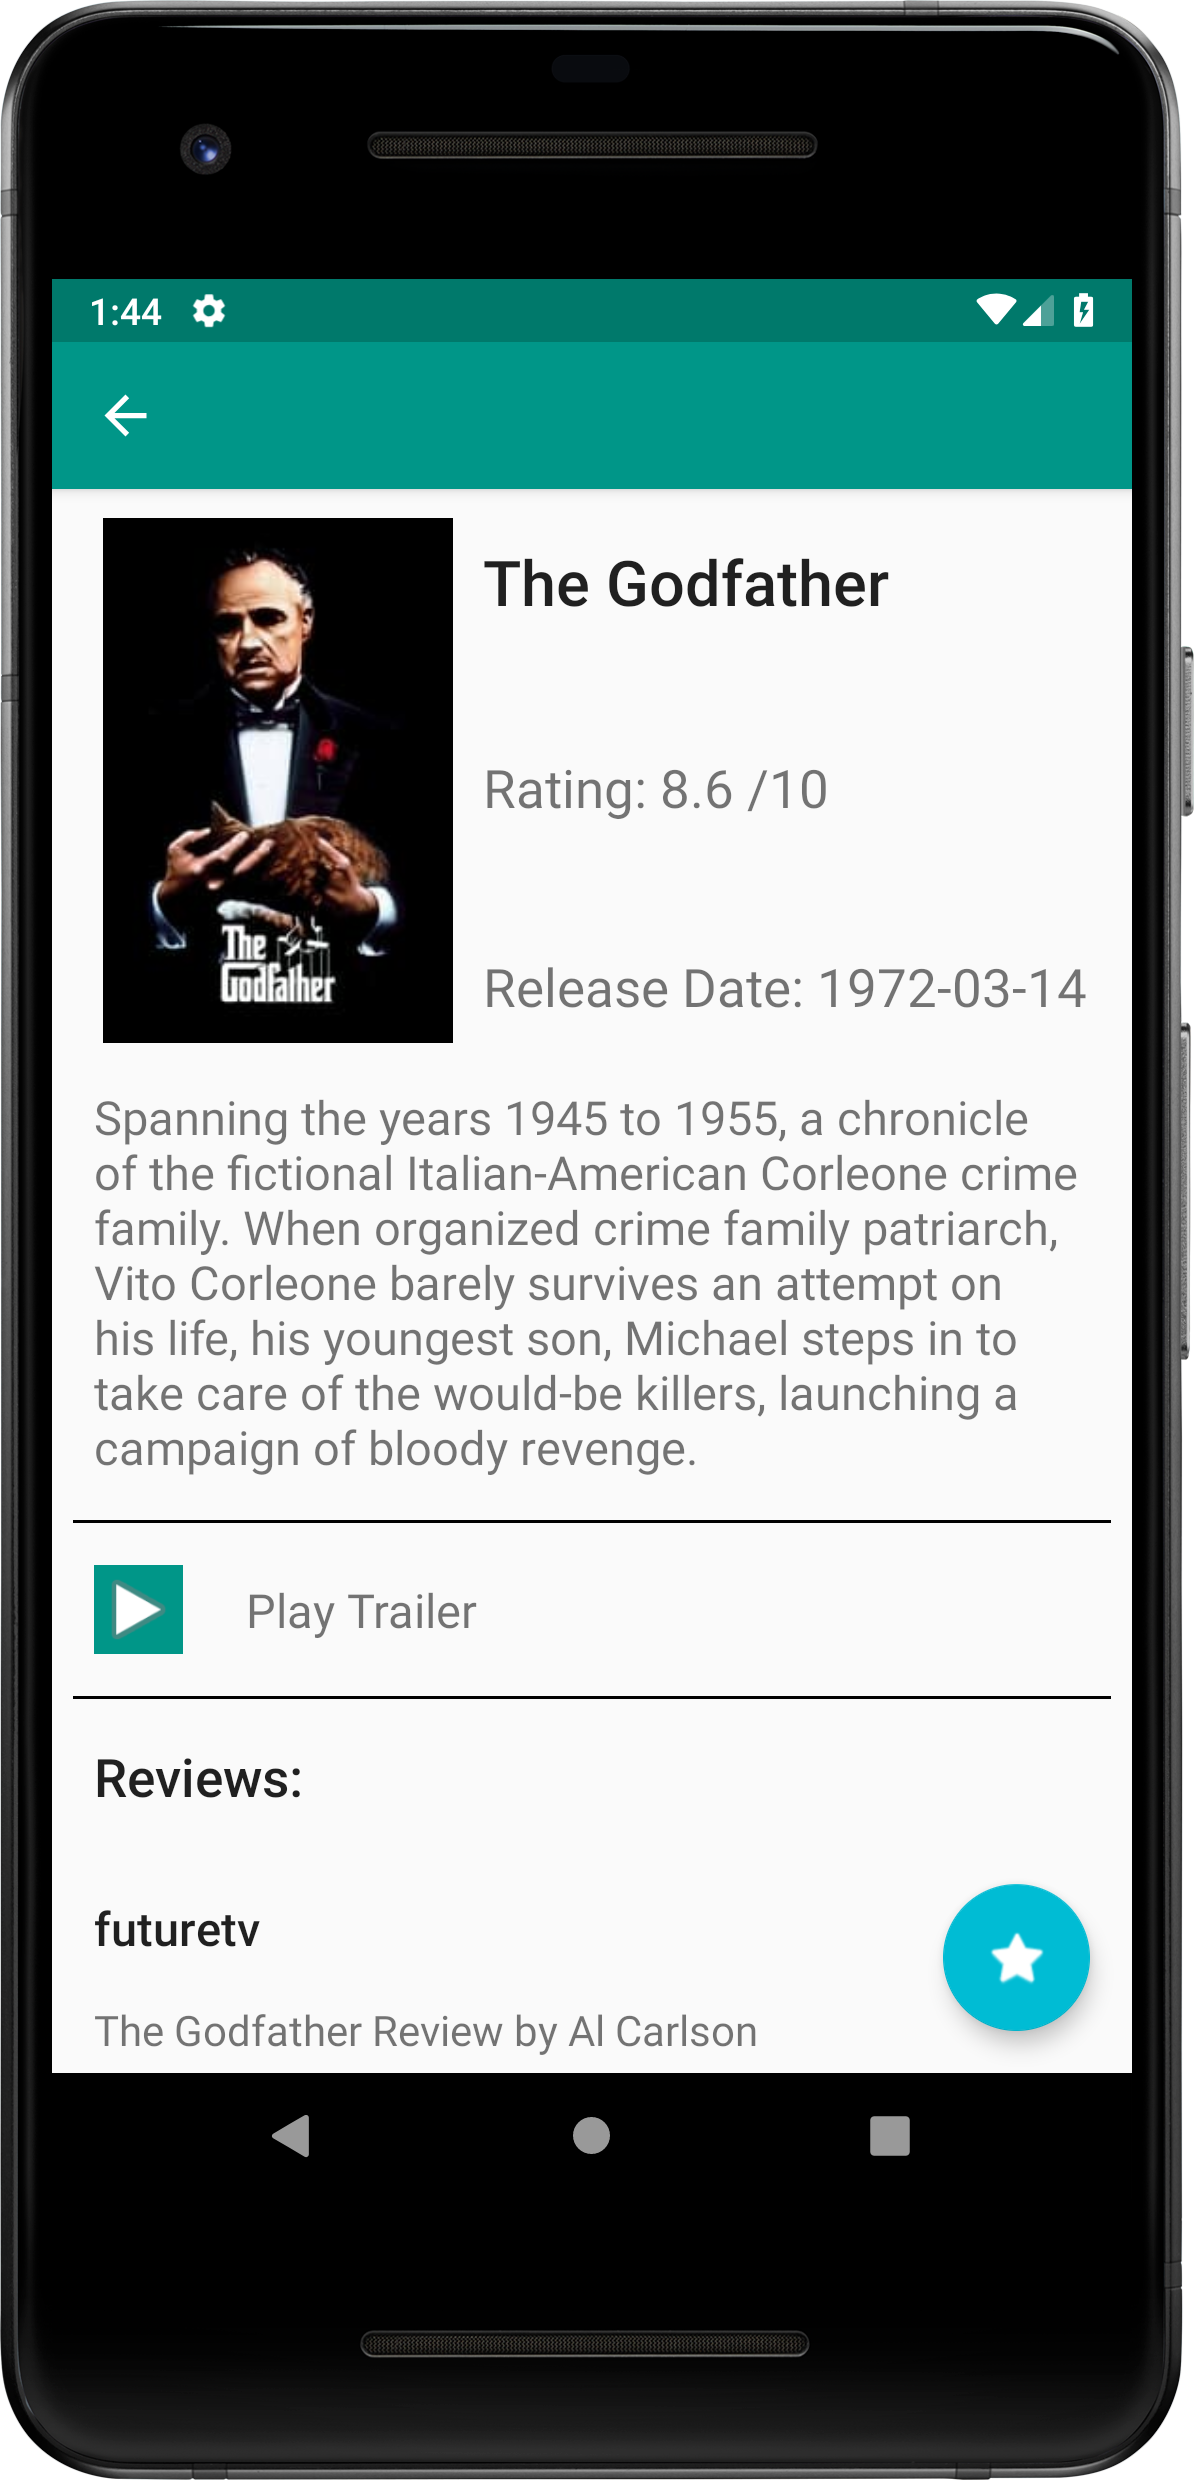 1:44
The Godfather
Rating: 8.6 /10
The
Godfather
Release Date: 1972-03-14
Spanning the years 1945 to 1955, a chronicle
of the fictional Italian-American Corleone crime
family. When organized crime family patriarch,
Vito Corleone barely survives an attempt on
his life, his youngest son, Michael steps in to
take care of the would-be killers, launching a
campaign of bloody revenge.
Play Trailer
Reviews:
futuretv
The Godfather Review by Al Carlson